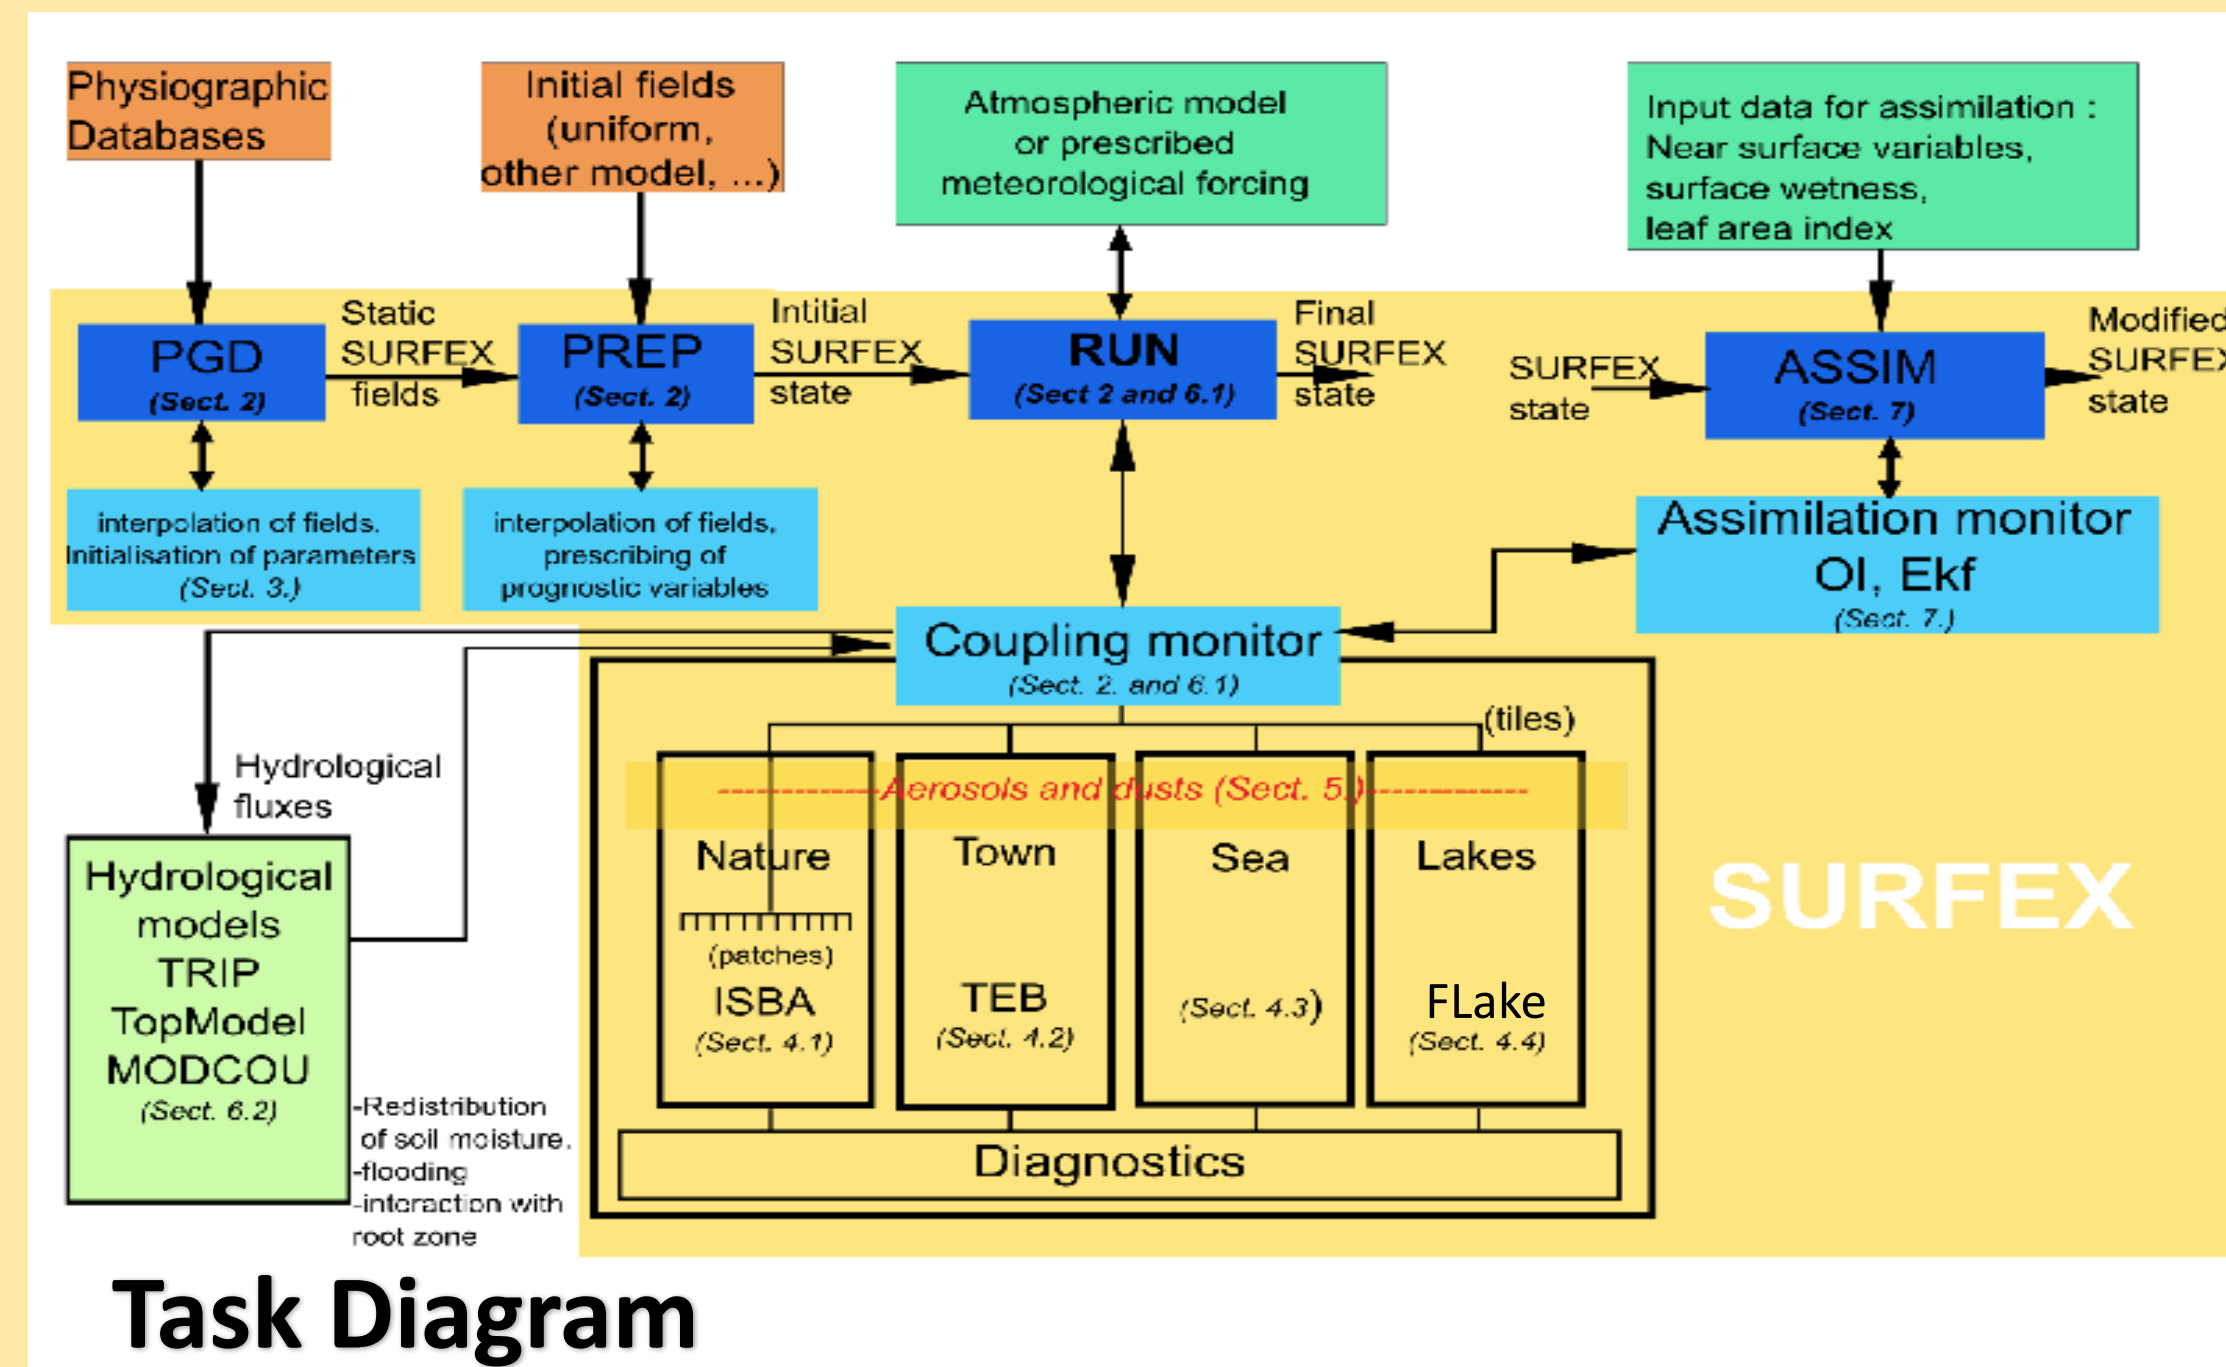 Physiographic
Databases
Initial fields
(uniform,
other model, ...)
Atmospheric model
or prescribed
meteorological forcing
Input data for assimilation :
Near surface variables,
surface wetness,
leaf area index
PGD
(Sect. 2)
Static
SURFEX
fields
PREP
(Sect. 2)
Intitial
SURFEX
state
RUN
(Sect 2 and 6.1)
Final
SURFEX
state
SURFEX
state
ASSIM
(Sect. 7)
Modified
SURFEX
state
interpolation of fields.
Initialisation of parameters
(Sect. 3.)
interpolation of fields,
prescribing of
prognostic variables
Assimilation monitor
OI, Ekf
(Sect. 7.)
Coupling monitor
(Sect. 2. and 6.1)
(tiles)
Aerosols and dusts (Sect. 5.)
Hydrological
fluxes
Hydrological
models
TRIP
TopModel
MODCOU
(Sect. 6.2)
-Redistribution
of soil moisture.
-flooding
-interaction with
root zone
Nature
(patches)
ISBA
(Sect. 4.1)
Town
TEB
(Sect. 4.2)
Sea
(Sect. 4.3)
Lakes
FLake
(Sect. 4.4)
SURFEX
Diagnostics
Task Diagram